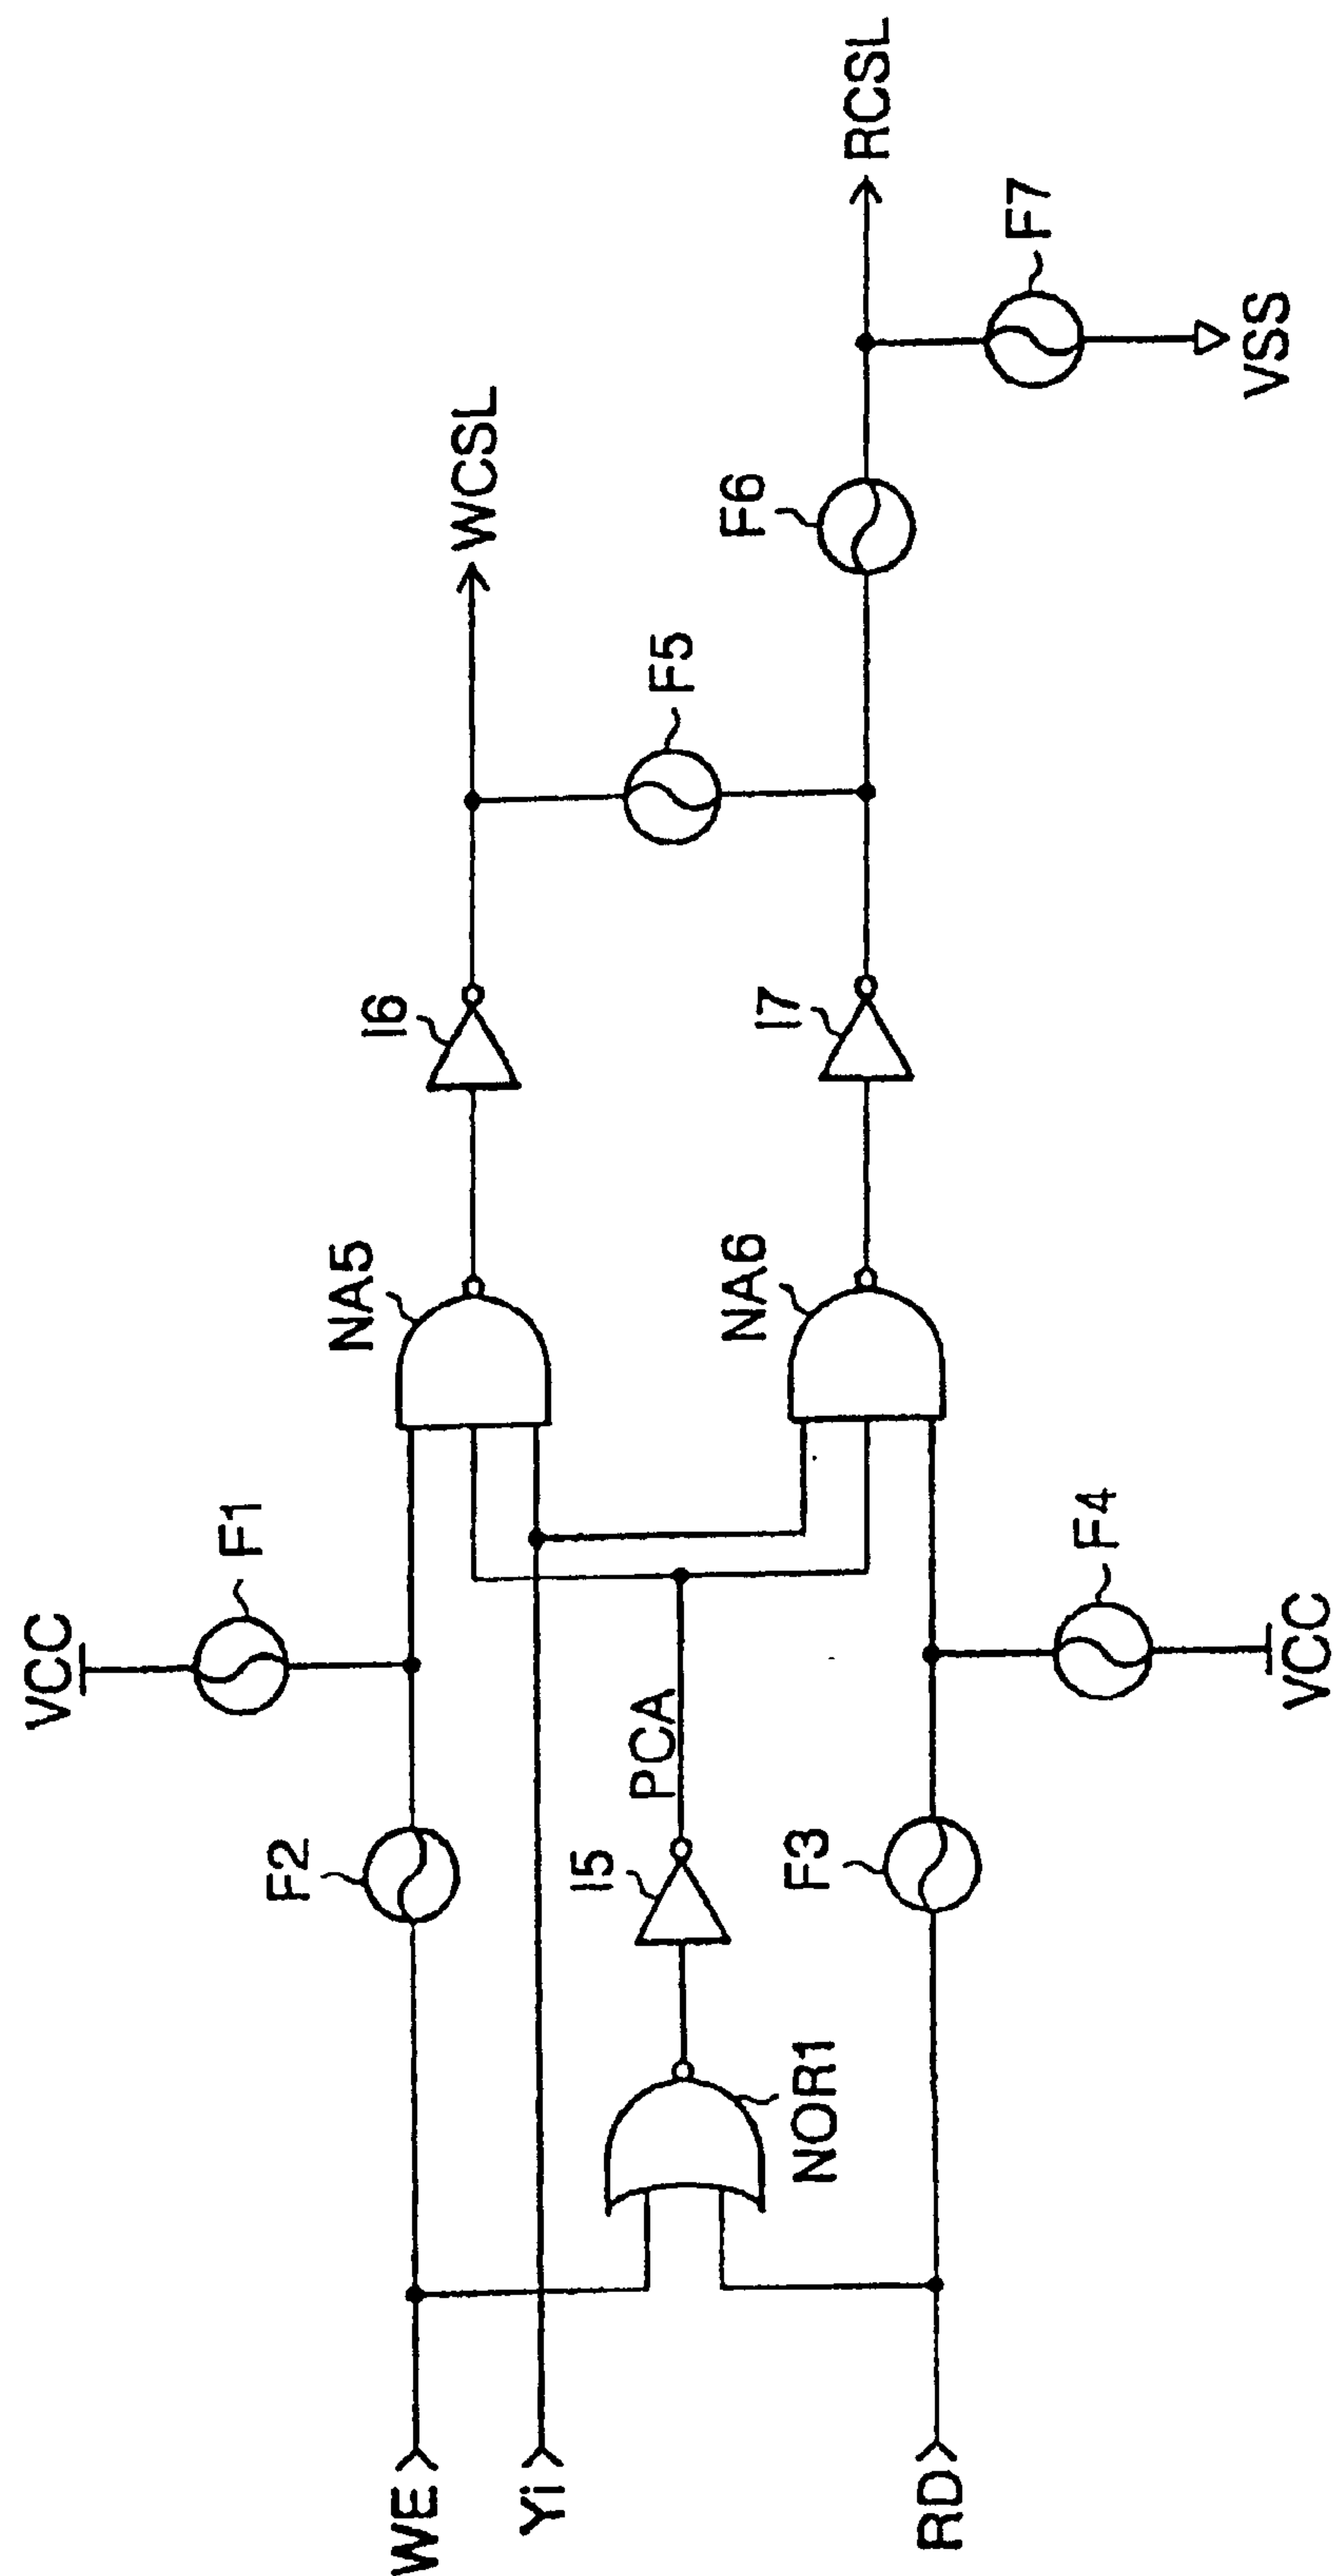 WE
Yi
RD
F2
NOR1
F3
I5
PCA
VCC
F1
F4
VCC
NA5
NA6
I6
I7
F5
WCSL
F6
RCSL
F7
VSS